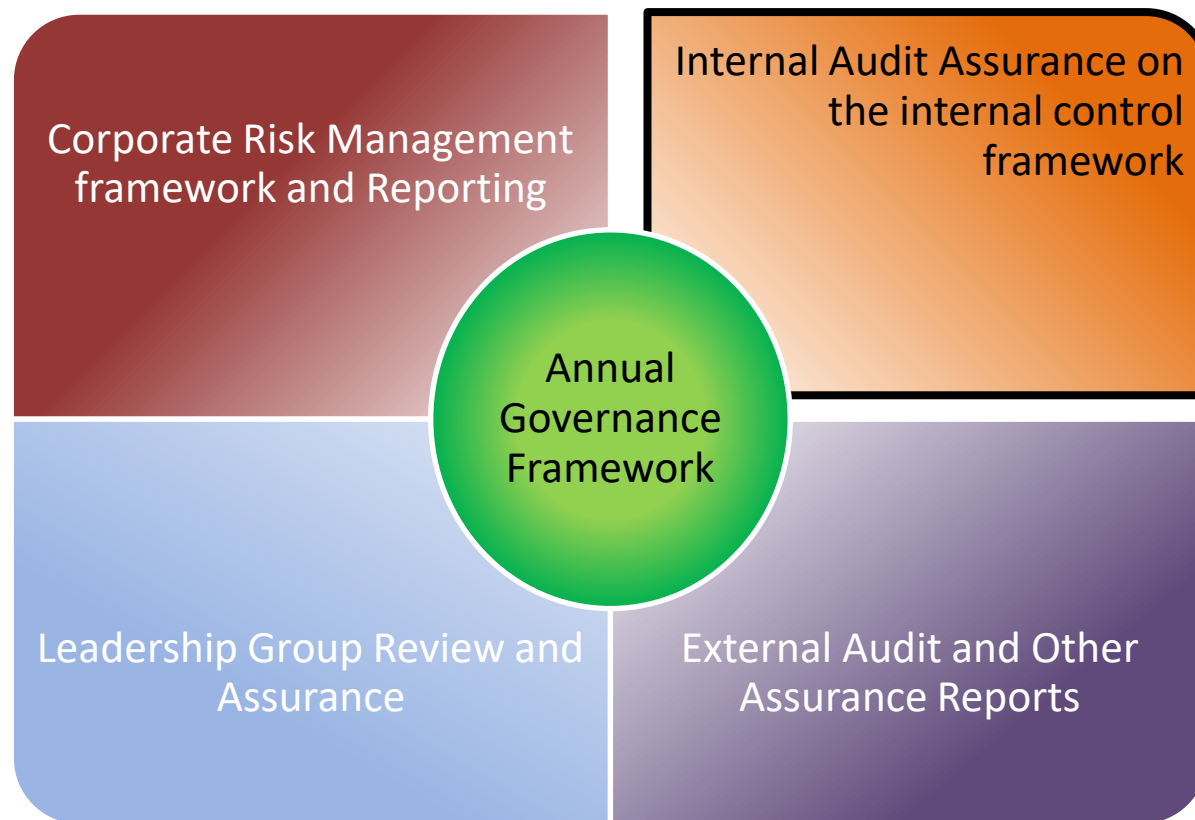 Corporate Risk Management
framework and Reporting
Internal Audit Assurance on
the internal control
framework
Annual
Governance
Framework
Leadership Group Review and
Assurance
External Audit and Other
Assurance Reports